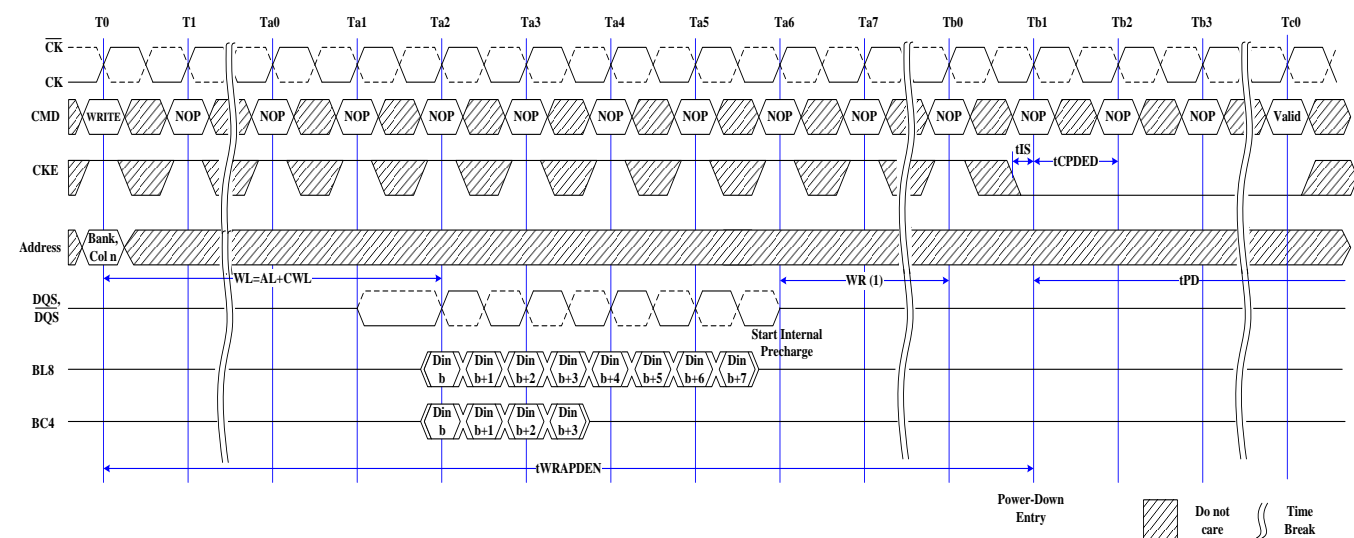 T0 T1 Ta0 Ta1 Ta2 Ta3 Ta4 Ta5 Ta6 Ta7 Tb0 Tb1 Tb2 Tb3 Tc0
CK
CK
CMD WRITE NOP NOP NOP NOP NOP NOP NOP NOP NOP NOP NOP NOP NOP Valid
tIS
CKE tCPDED
Address Bank,
Col n
WL=AL+CWL WR (1) tPD
DQS,
DQS
Start Internal
Precharge
BL8 Din Din Din Din Din Din Din Din
b b+1 b+2 b+3 b+4 b+5 b+6 b+7
BC4 Din Din Din Din
b b+1 b+2 b+3
tWRAPDEN
Power-Down
Entry
Do not
care
Time
Break